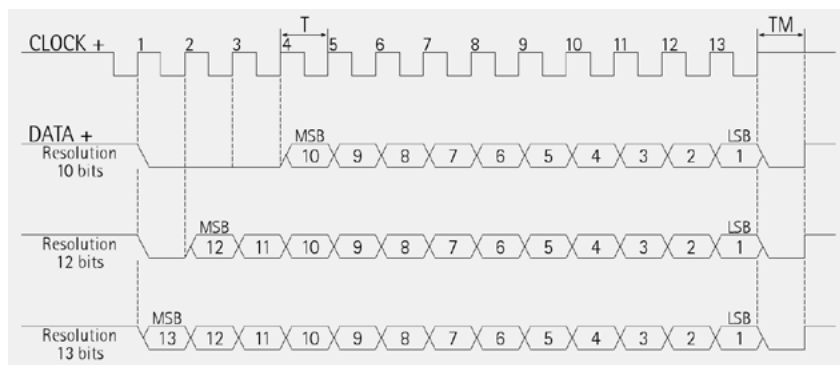 T TM
CLOCK + 1 2 3 4 5 6 7 8 9 10 11 12 13
DATA +
MSB LSB
Resolution 10 bits
10 9 8 7 6 5 4 3 2 1
MSB LSB
Resolution 12 bits
12 11 10 9 8 7 6 5 4 3 2 1
MSB LSB
Resolution 13 bits
13 12 11 10 9 8 7 6 5 4 3 2 1